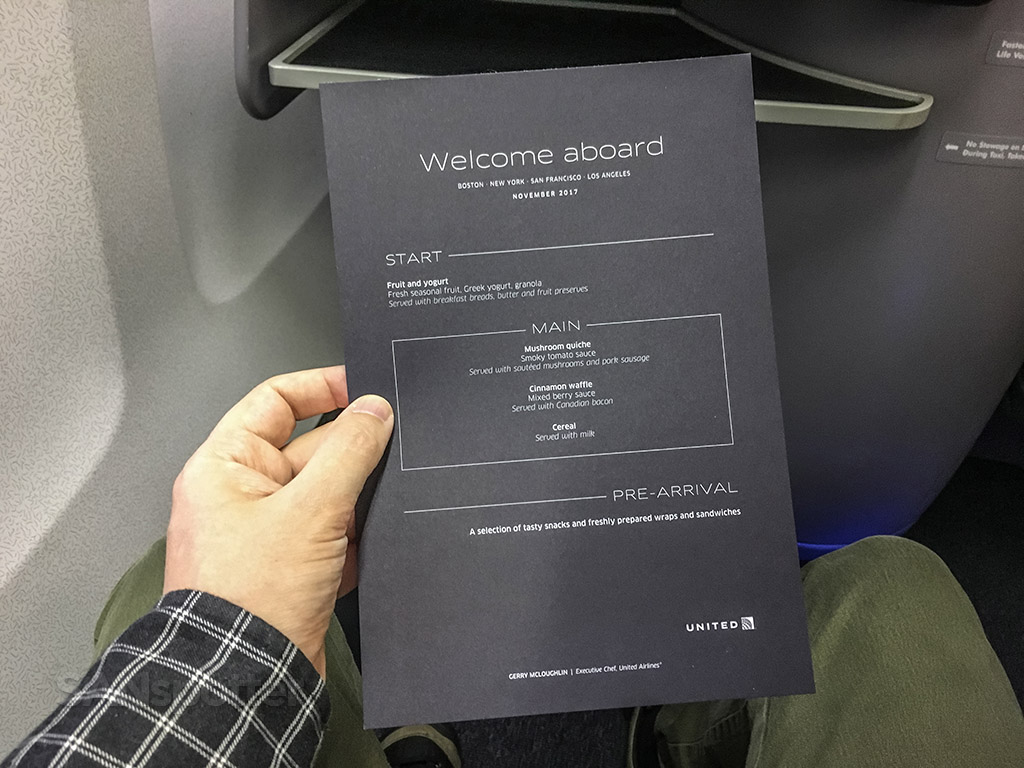 Welcome aboard
BOSTON · NEW YORK · SAN FRANCISCO · LOS ANGELES
NOVEMBER 2017
START
Fruit and yogurt
Fresh seasonal fruit, Greek yogurt, granola
Served with breakfast breads, butter and fruit preserves
MAIN
Mushroom quiche
Smoky tomato sauce
Served with sautéed mushrooms and pork sausage
Cinnamon waffle
Mixed berry sauce
Served with Canadian bacon
Cereal
Served with milk
PRE-ARRIVAL
A selection of tasty snacks and freshly prepared wraps and sandwiches
UNITED
GERRY MCLOUGHLIN | Executive Chef, United Airlines
Life Ve
No Stowage on
During Taxi, Take